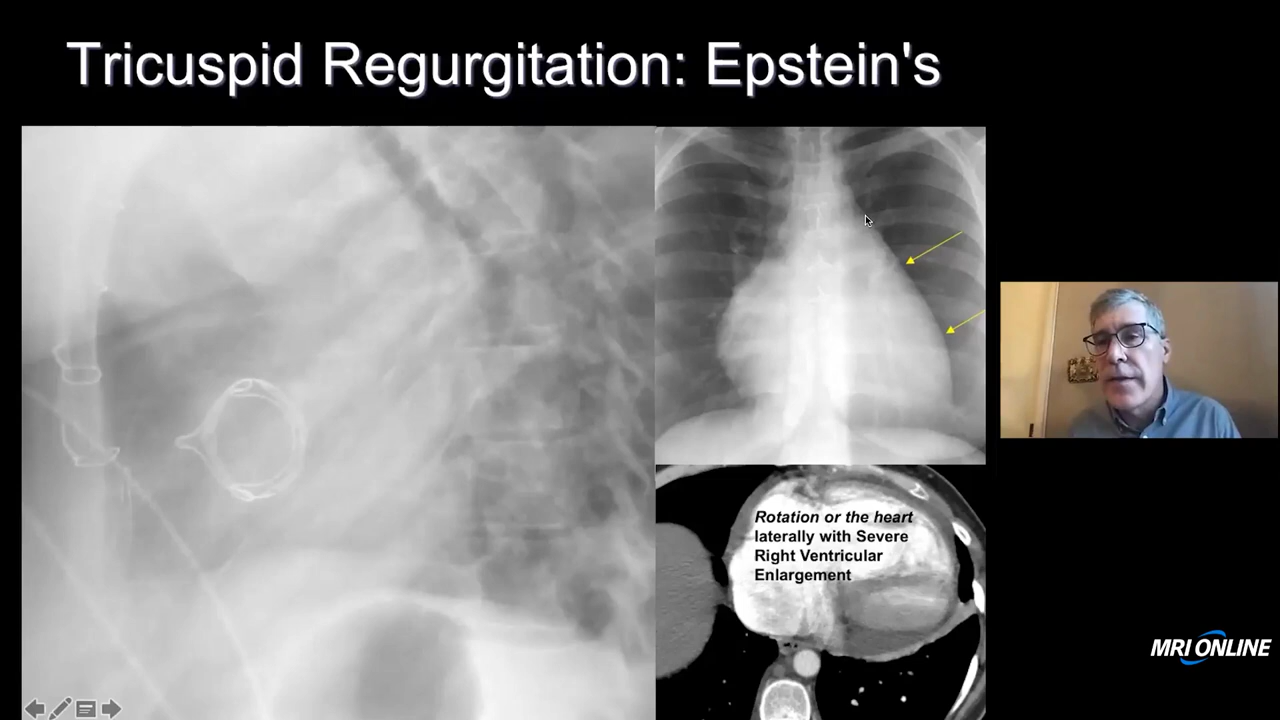 Tricuspid Regurgitation: Epstein's
Rotation or the heart
laterally with Severe
Right Ventricular
Enlargement
MRI ONLINE